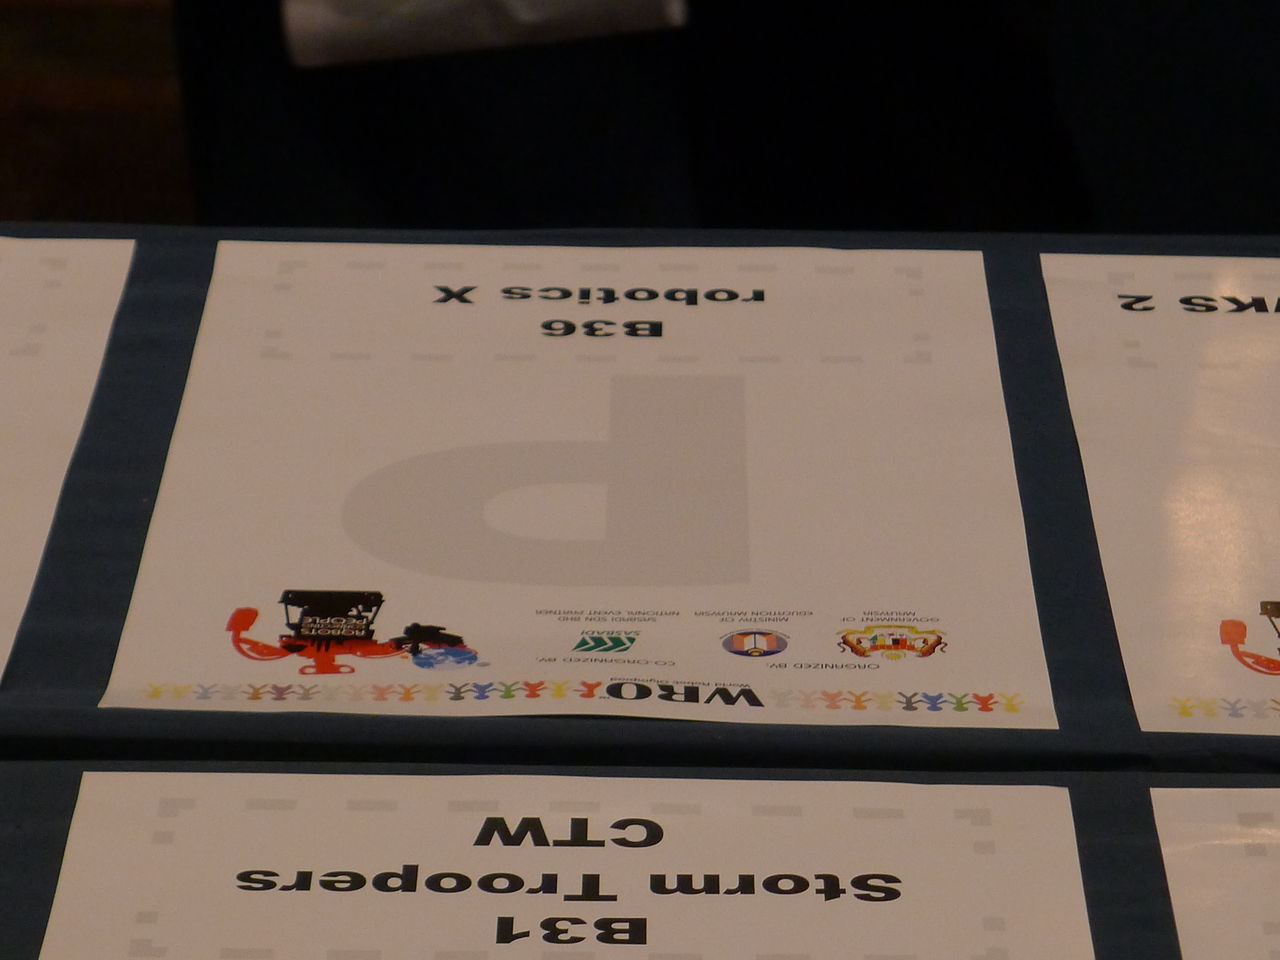 WRO
World Robot Olympiad
ORGANIZED BY:
CO-ORGANIZED BY:
GOVERNMENT OF
MALAYSIA
MINISTRY OF
EDUCATION MALAYSIA
SASBADI
SASBADI SDN BHD
NATIONAL EVENT PARTNER
ROBOTS
CONNECTING
PEOPLE
P
B36
robotics X
2
B31
Storm Troopers
CTW